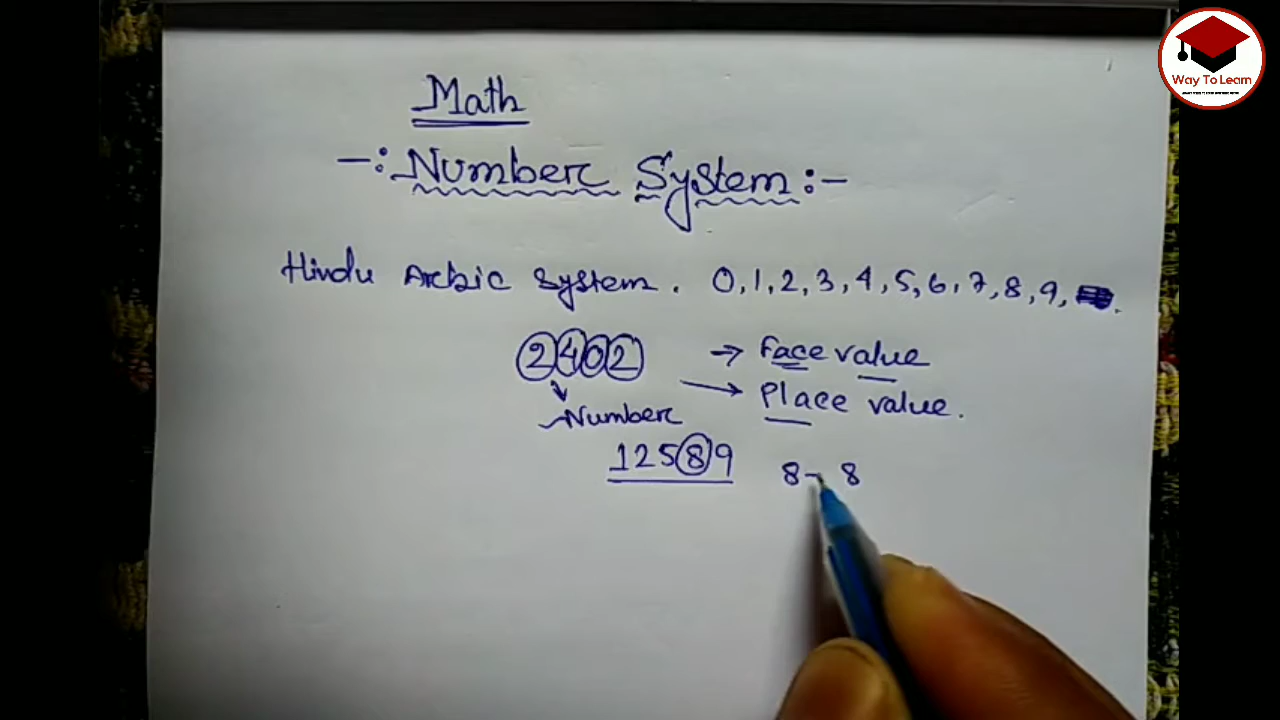 Way To Learn
Math
-: Number System :-
Hindu Arbic System. 0, 1, 2, 3, 4, 5, 6, 7, 8, 9,
2402 → Face value
→ Place value.
Number
12589 8- 8